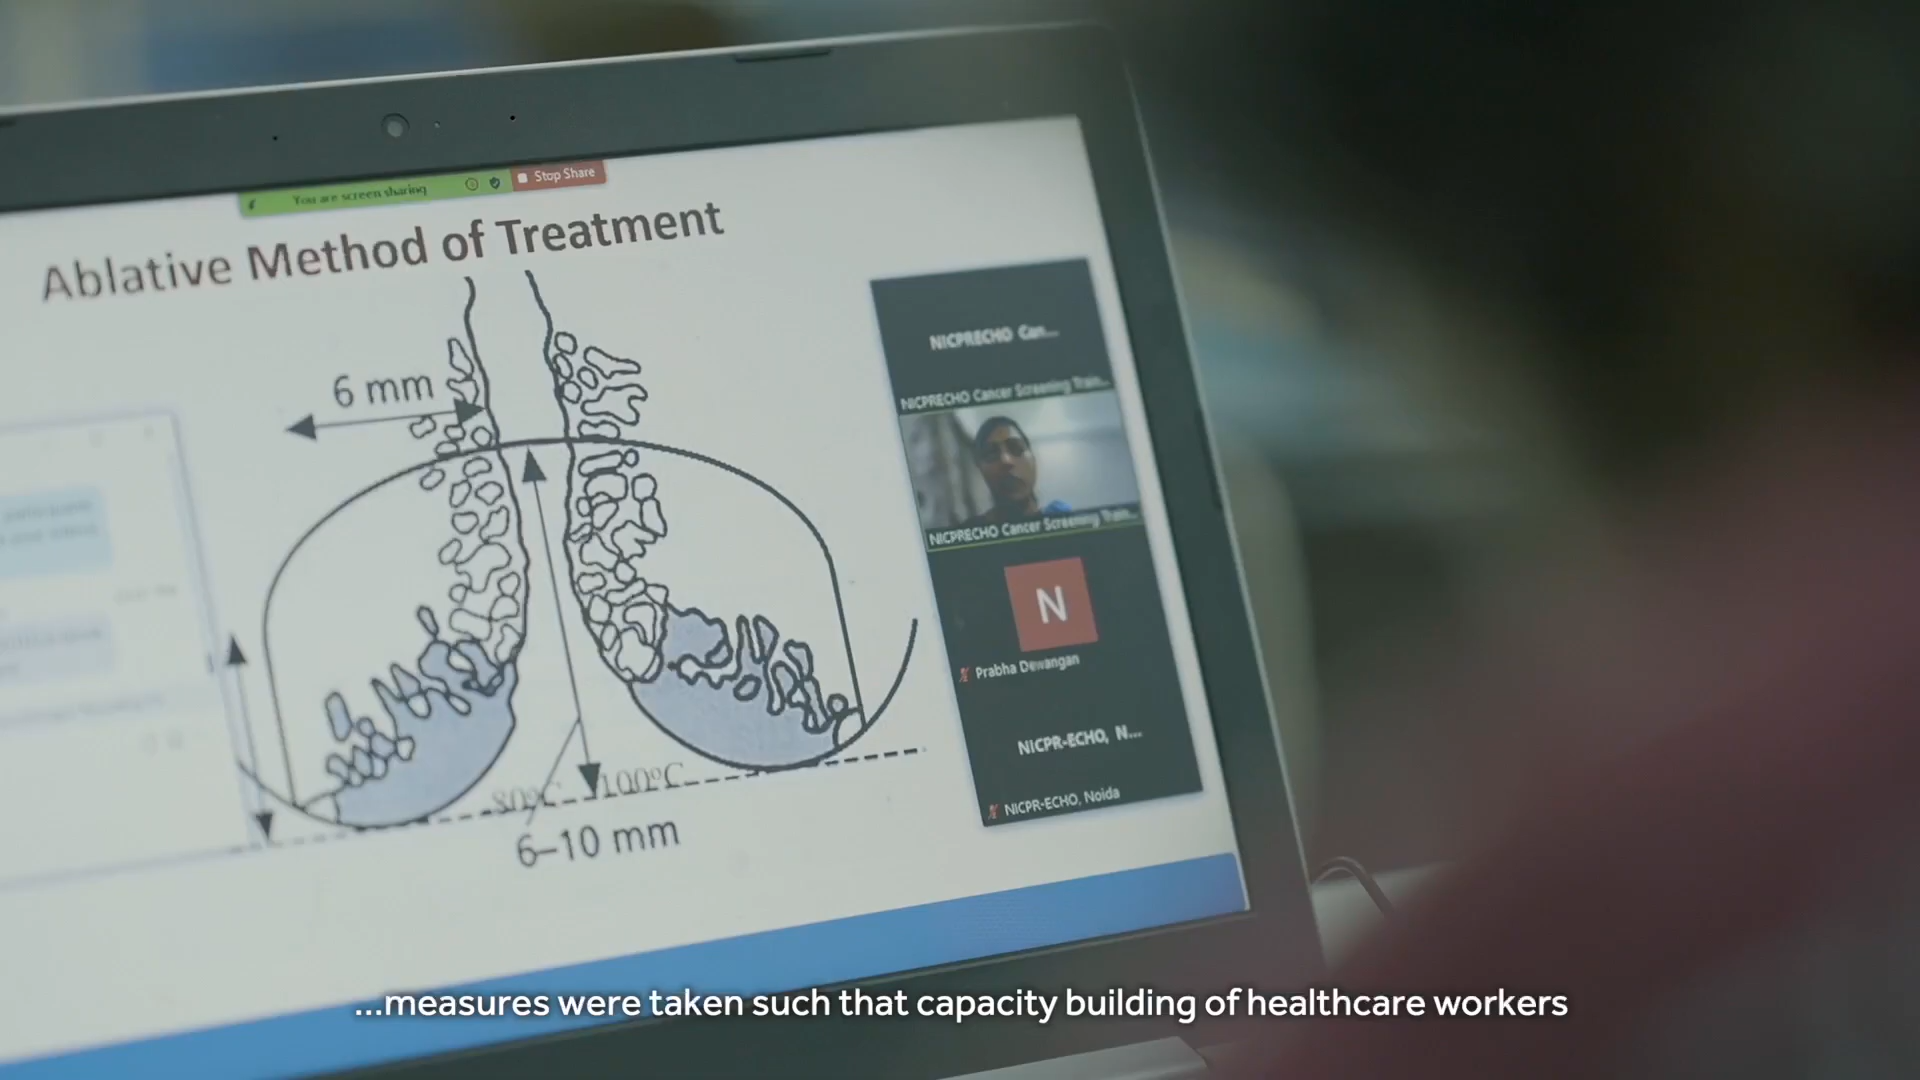 You are screen sharing
Stop Share
Ablative Method of Treatment
6 mm
80°C
100°C
6–10 mm
NICPRECHO Can...
NICPRECHO Cancer Screening Train...
NICPRECHO Cancer Screening Train...
N
Prabha Dewangan
NICPR-ECHO, N...
NICPR-ECHO, Noida
...measures were taken such that capacity building of healthcare workers